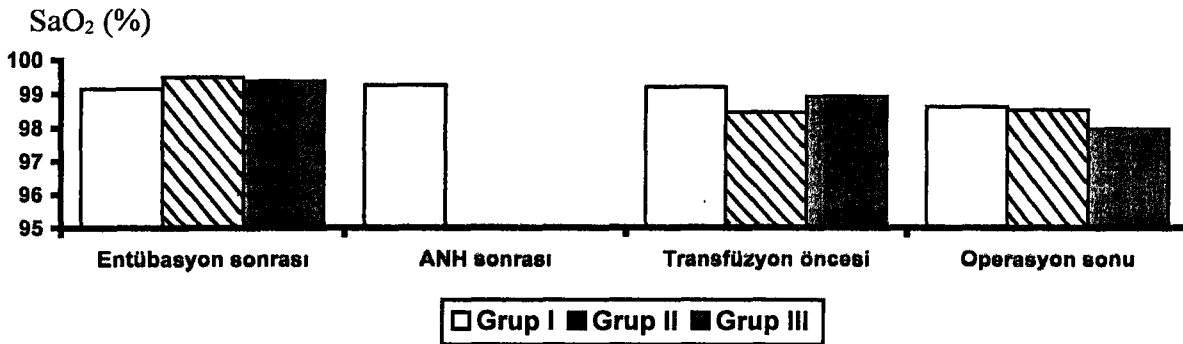 SaO₂ (%)
100
99
98
97
96
95
Entübasyon sonrası ANH sonrası Transfüzyon öncesi Operasyon sonu
Grup I Grup II Grup III